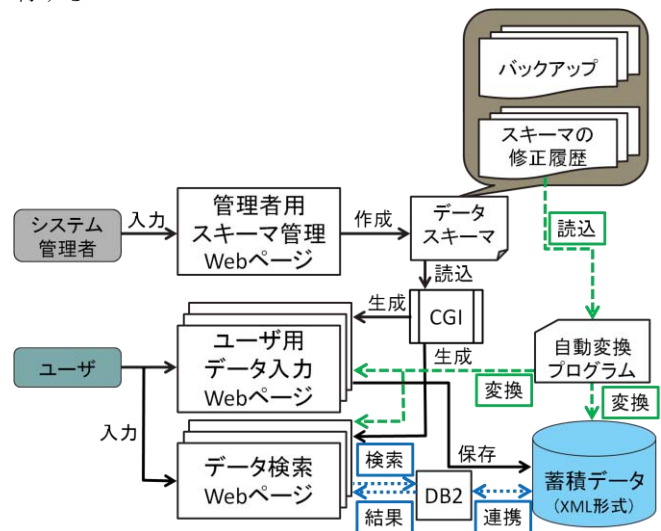 バックアップ
スキーマの
修正履歴
システム
管理者
入力
管理者用
スキーマ管理
Webページ
作成
データ
スキーマ
読込
読込
生成
CGI
生成
ユーザ
ユーザ用
データ入力
Webページ
自動変換
プログラム
変換
変換
入力
データ検索
Webページ
検索
結果
DB2
保存
連携
蓄積データ
(XML形式)